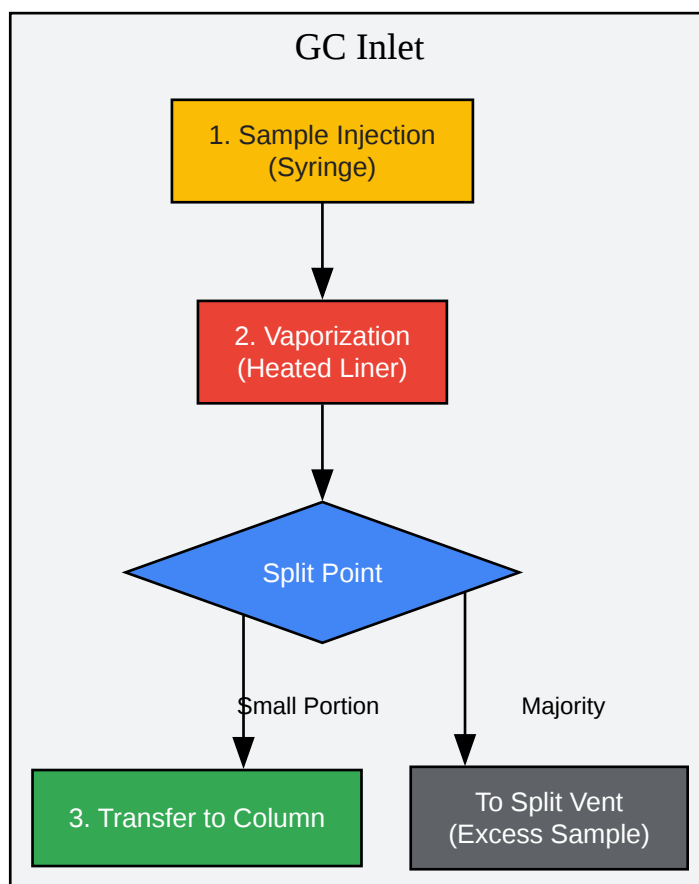 GC Inlet
1. Sample Injection
(Syringe)
2. Vaporization
(Heated Liner)
Split Point
Small Portion
Majority
3. Transfer to Column
To Split Vent
(Excess Sample)